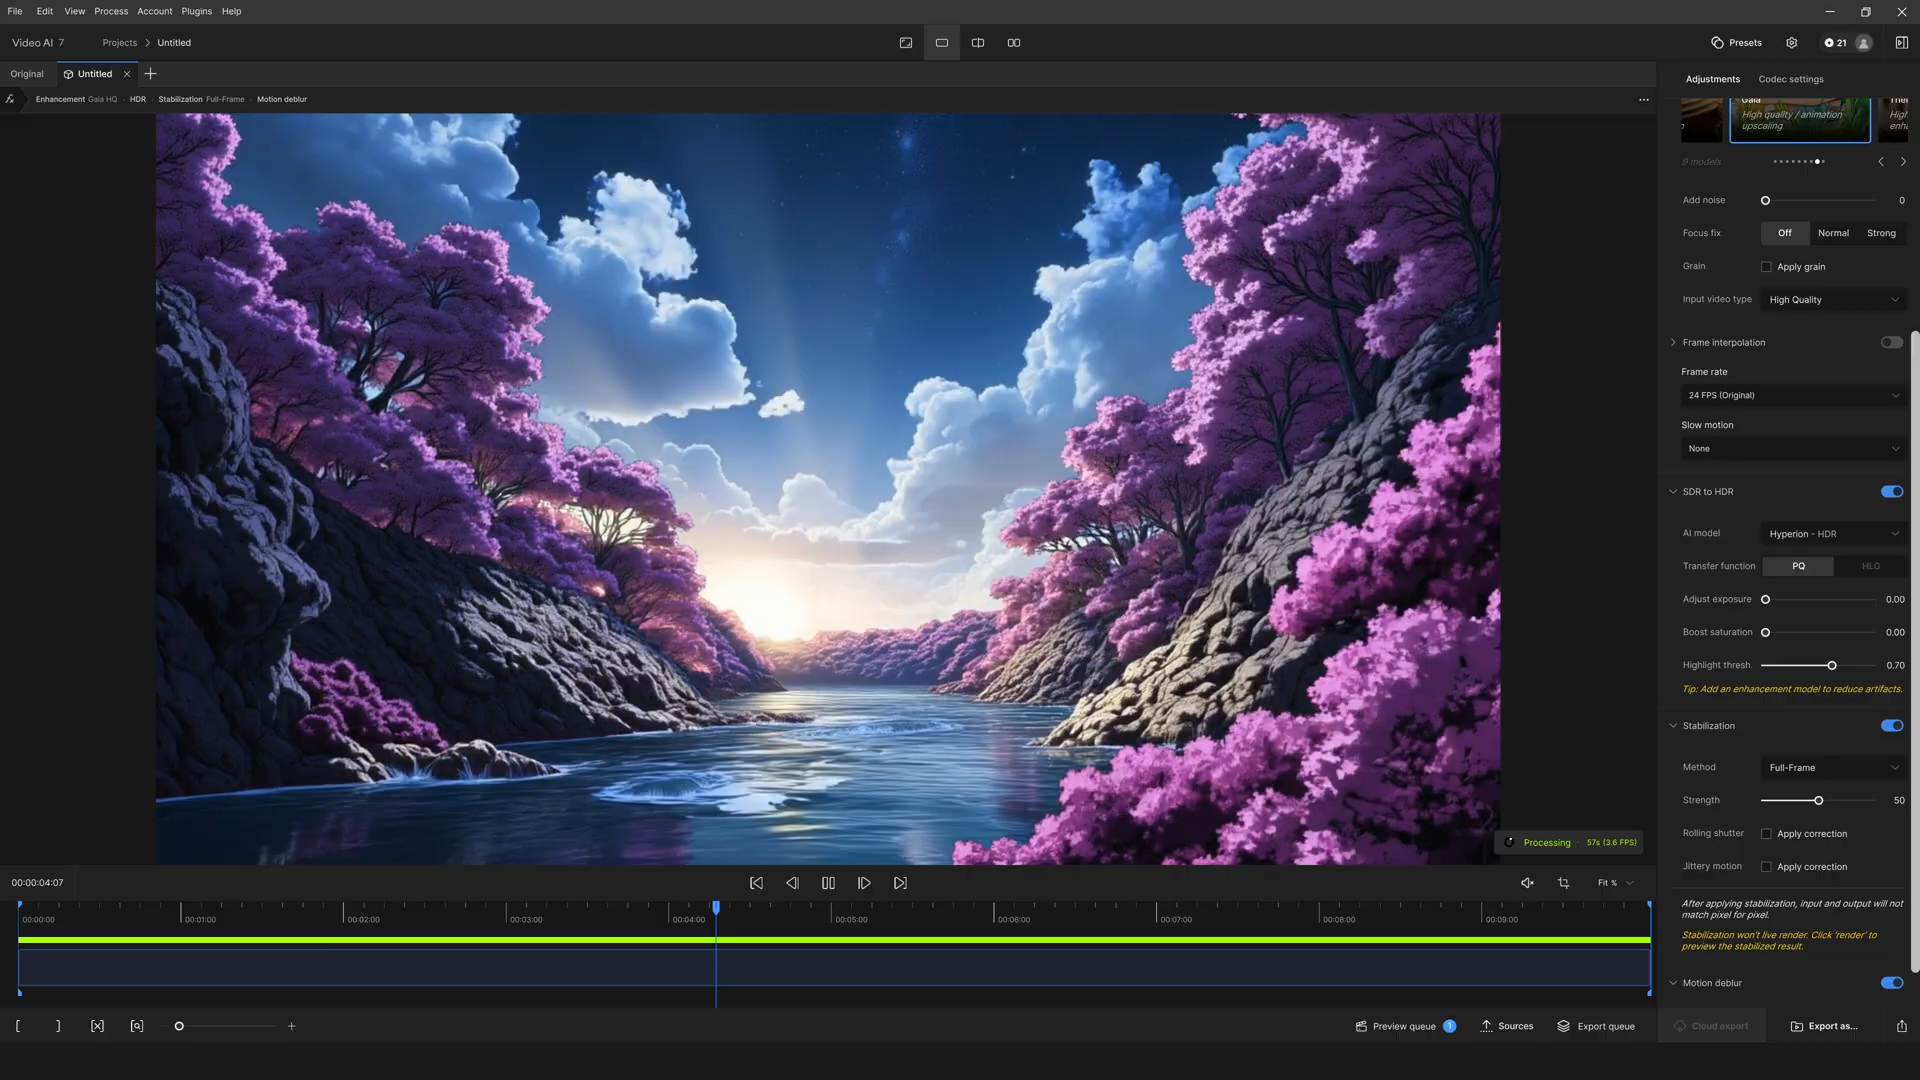 File Edit View Process Account Plugins Help
Video AI 7 Projects Untitled
Presets 21
Original Untitled
Enhancement Gaia HQ · HDR · Stabilization Full-Frame · Motion deblur
Adjustments Codec settings
Gaia
High quality / animation
upscaling
9 models
Add noise 0
Focus fix Off Normal Strong
Grain Apply grain
Input video type High Quality
Frame interpolation
Frame rate
24 FPS (Original)
Slow motion
None
SDR to HDR
AI model Hyperion - HDR
Transfer function PQ HLG
Adjust exposure 0.00
Boost saturation 0.00
Highlight thresh. 0.70
Tip: Add an enhancement model to reduce artifacts.
Stabilization
Method Full-Frame
Strength 50
Rolling shutter Apply correction
Jittery motion Apply correction
After applying stabilization, input and output will not
match pixel for pixel.
Stabilization won't live render. Click 'render' to
preview the stabilized result.
Motion deblur
Processing · 57s (3.6 FPS)
00:00:04:07 Fit %
00:00:00 00:01:00 00:02:00 00:03:00 00:04:00 00:05:00 00:06:00 00:07:00 00:08:00 00:09:00
Preview queue 1 Sources Export queue Cloud export Export as...